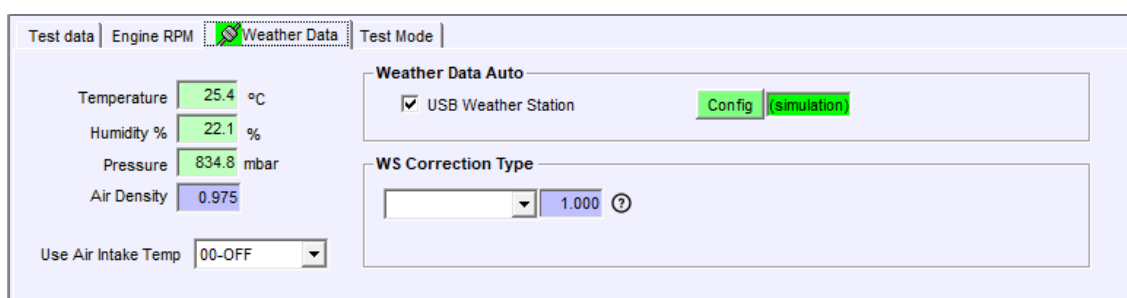 Test data Engine RPM Weather Data Test Mode
Temperature 25.4 ºC
Humidity % 22.1 %
Pressure 834.8 mbar
Air Density 0.975
Use Air Intake Temp 00-OFF
Weather Data Auto
USB Weather Station Config (simulation)
WS Correction Type
1.000 ?